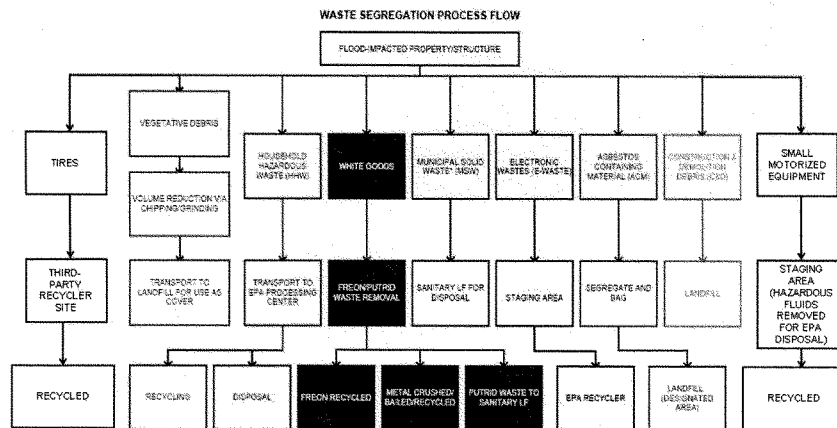 WASTE SEGREGATION PROCESS FLOW
FLOOD-IMPACTED PROPERTY/STRUCTURE
TIRES
VEGETATIVE DEBRIS
HOUSEHOLD
HAZARDOUS
WASTE (HHW)
WHITE GOODS
MUNICIPAL SOLID
WASTE* (MSW)
ELECTRONIC
WASTES (E-WASTE)
ASBESTOS
CONTAINING
MATERIAL (ACM)
CONSTRUCTION &
DEMOLITION
DEBRIS (C&D)
SMALL
MOTORIZED
EQUIPMENT
VOLUME REDUCTION VIA
CHIPPING/GRINDING
THIRD-
PARTY
RECYCLER
SITE
TRANSPORT TO
LANDFILL FOR USE AS
COVER
TRANSPORT TO
EPA PROCESSING
CENTER
FREON/PUTRID
WASTE REMOVAL
SANITARY LF FOR
DISPOSAL
STAGING AREA
SEGREGATE AND
BAG
LANDFILL
STAGING
AREA
(HAZARDOUS
FLUIDS
REMOVED
FOR EPA
DISPOSAL)
RECYCLED
RECYCLING
DISPOSAL
FREON RECYCLED
METAL CRUSHED/
BAILED/RECYCLED
PUTRID WASTE TO
SANITARY LF
EPA RECYCLER
LANDFILL
(DESIGNATED
AREA)
RECYCLED